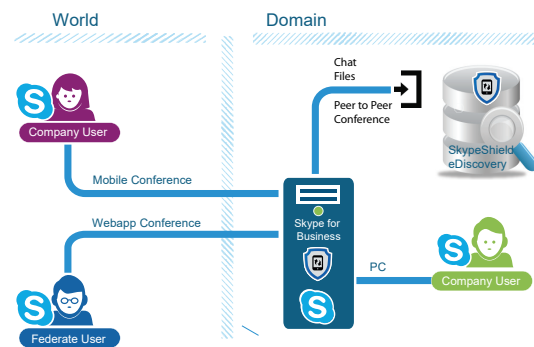 World
Domain
Chat
Files
Peer to Peer
Conference
SkypeShield
eDiscovery
Company User
Mobile Conference
Webapp Conference
Skype for
Business
PC
Company User
Federate User